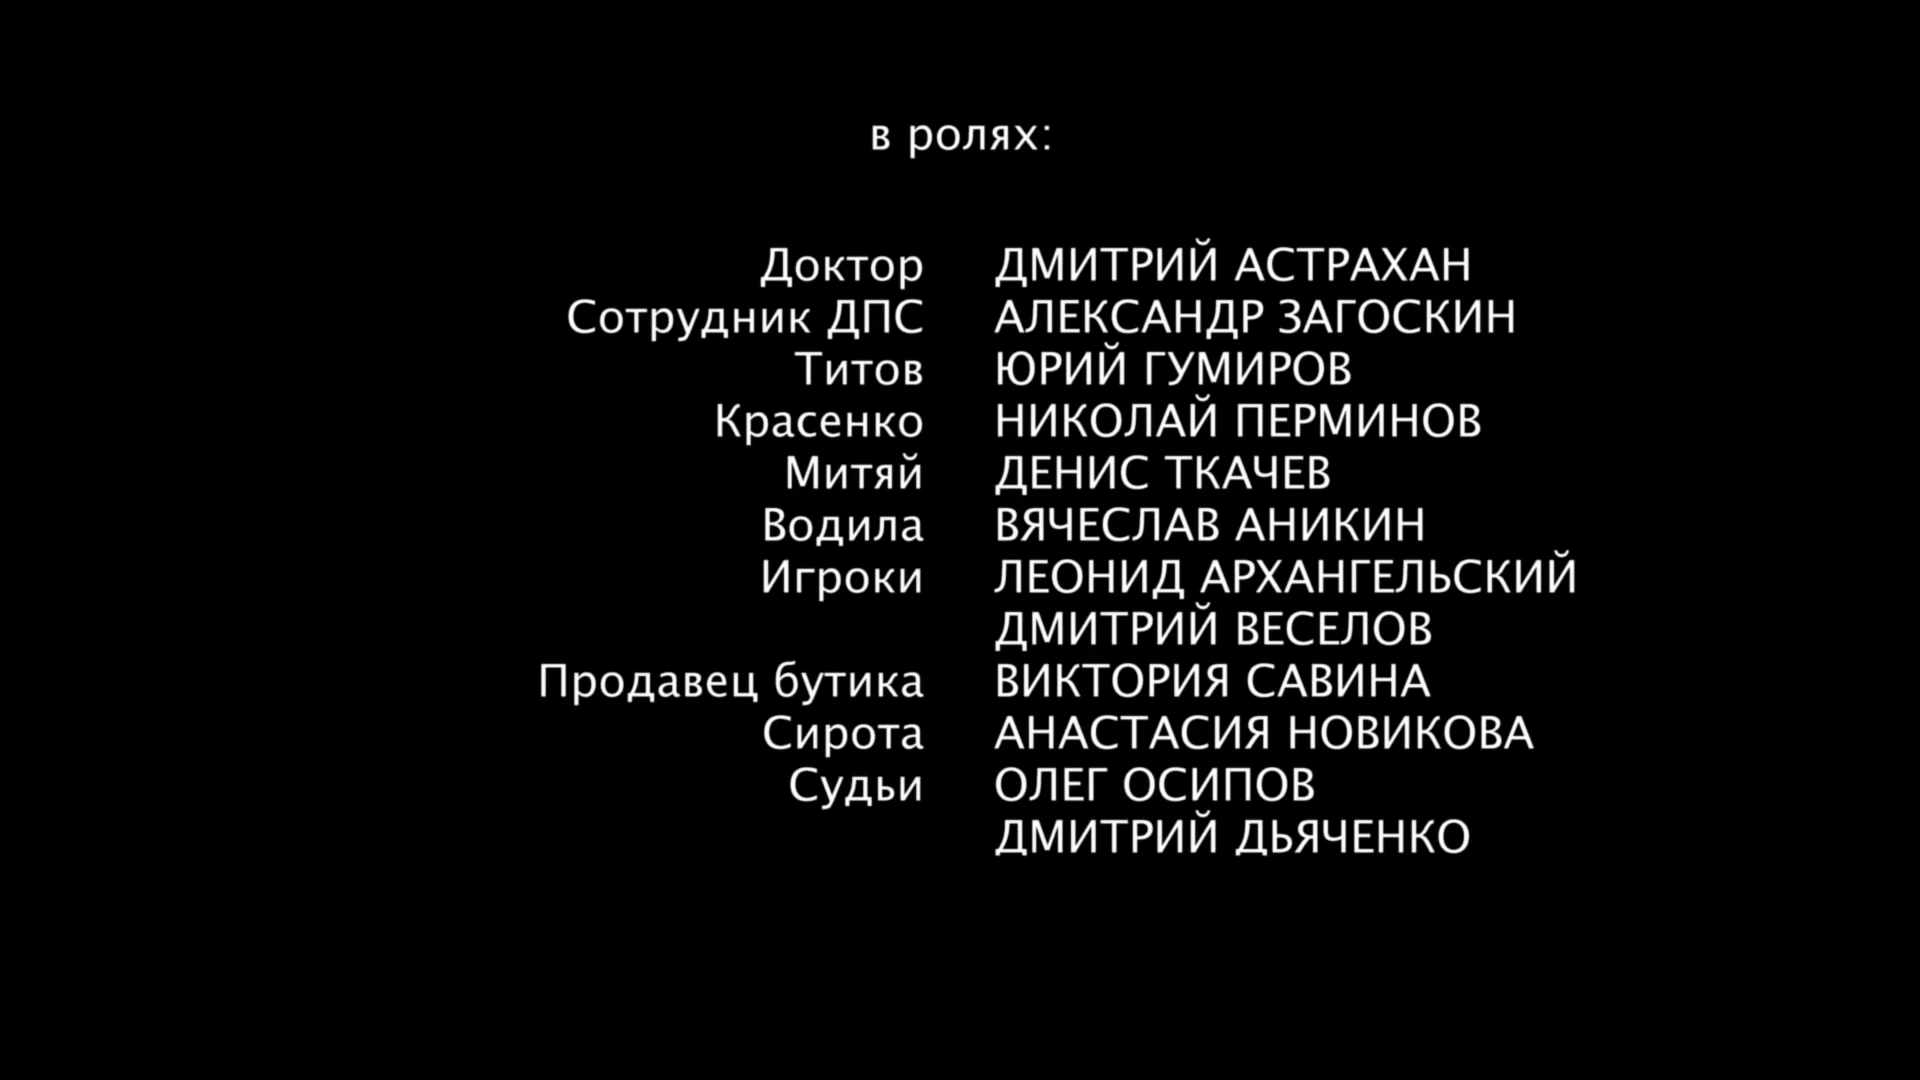 в ролях:
Доктор ДМИТРИЙ АСТРАХАН
Сотрудник ДПС АЛЕКСАНДР ЗАГОСКИН
Титов ЮРИЙ ГУМИРОВ
Красенко НИКОЛАЙ ПЕРМИНОВ
Митяй ДЕНИС ТКАЧЕВ
Водила ВЯЧЕСЛАВ АНИКИН
Игроки ЛЕОНИД АРХАНГЕЛЬСКИЙ
ДМИТРИЙ ВЕСЕЛОВ
Продавец бутика ВИКТОРИЯ САВИНА
Сирота АНАСТАСИЯ НОВИКОВА
Судьи ОЛЕГ ОСИПОВ
ДМИТРИЙ ДЬЯЧЕНКО